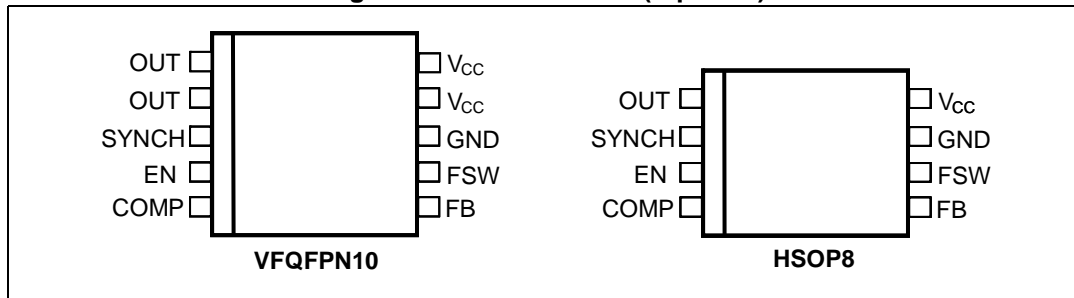 OUT VCC
OUT VCC
SYNCH GND
EN FSW
COMP FB
VFQFPN10
OUT VCC
SYNCH GND
EN FSW
COMP FB
HSOP8